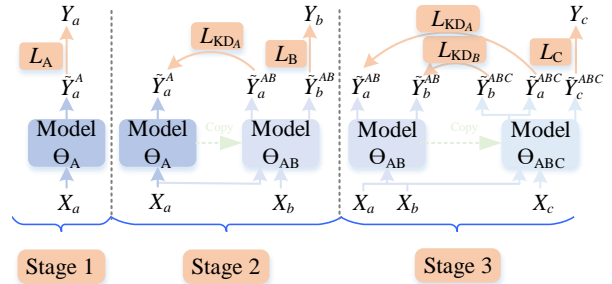 Y_a
L_A
Ỹ_a^A
Model
Θ_A
X_a
Stage 1
Y_b
L_KD_A
L_B
Ỹ_a^A
Ỹ_a^AB
Ỹ_b^AB
Model
Θ_A
Copy
Model
Θ_AB
X_a
X_b
Stage 2
L_KD_A
Y_c
L_KD_B
L_C
Ỹ_a^AB
Ỹ_b^AB
Ỹ_b^ABC
Ỹ_a^ABC
Ỹ_c^ABC
Model
Θ_AB
Copy
Model
Θ_ABC
X_a
X_b
X_c
Stage 3